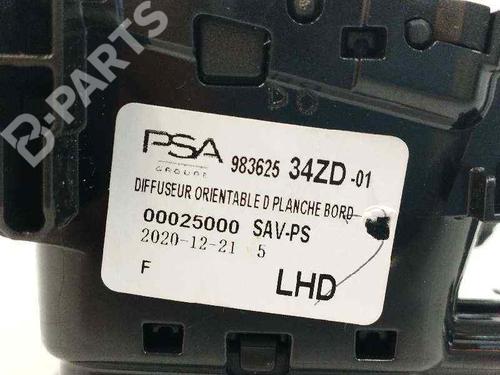 B-PARTS
PSA
GROUPE
983625 34ZD -01
DIFFUSEUR ORIENTABLE D PLANCHE BORD
00025000 SAV-PS
2020-12-21 5
F
LHD